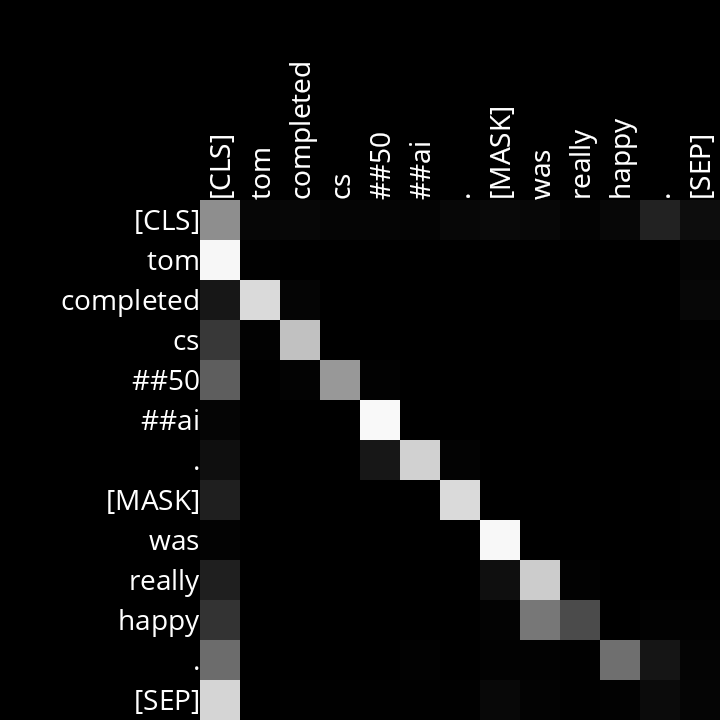 [CLS] tom completed cs ##50 ##ai . [MASK] was really happy . [SEP]
[CLS]
tom
completed
cs
##50
##ai
.
[MASK]
was
really
happy
.
[SEP]